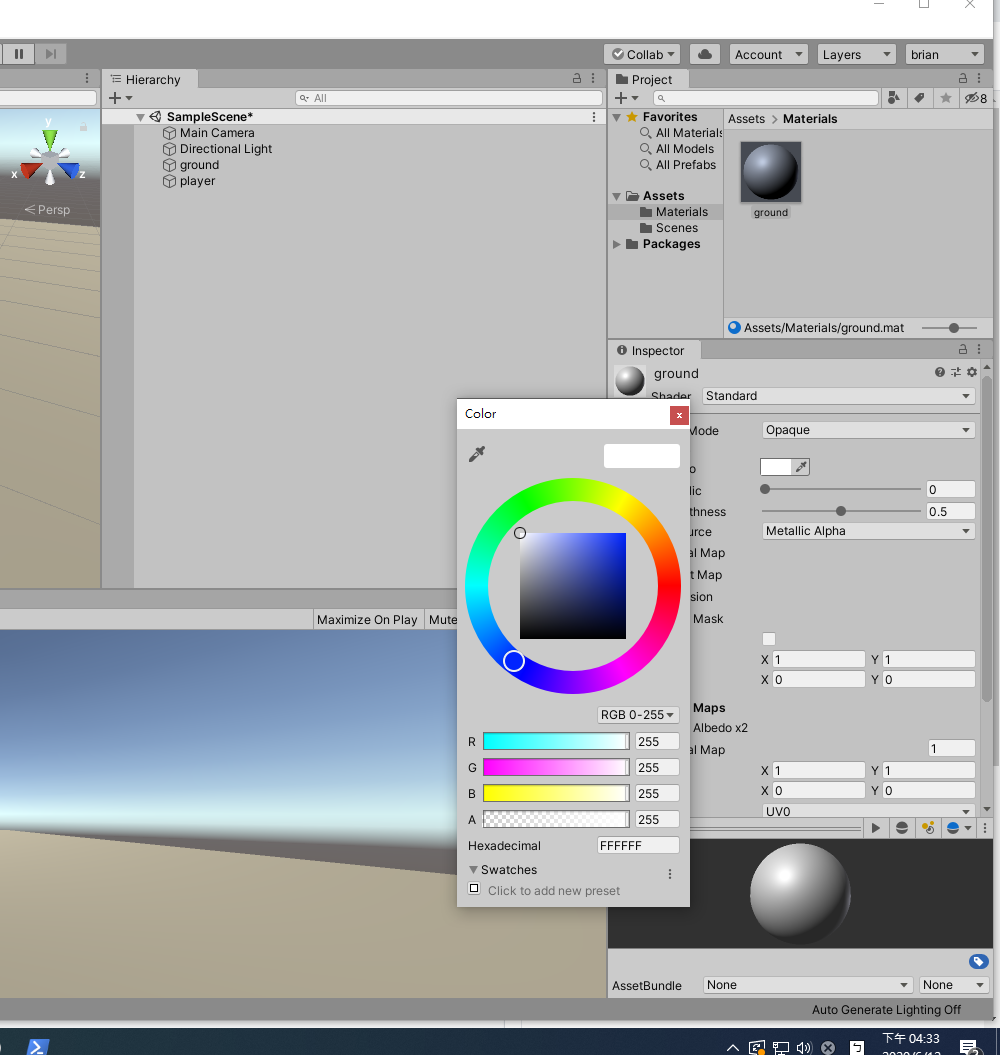 Collab
Account
Layers
brian
Hierarchy
All
SampleScene*
Main Camera
Directional Light
ground
player
y
x
z
Persp
Project
8
Favorites
All Materials
All Models
All Prefabs
Assets
Materials
Scenes
Packages
Assets > Materials
ground
Assets/Materials/ground.mat
Inspector
ground
Shader Standard
Mode Opaque
o
lic 0
thness 0.5
urce Metallic Alpha
al Map
t Map
sion
Mask
X 1 Y 1
X 0 Y 0
Maps
Albedo x2
al Map 1
X 1 Y 1
X 0 Y 0
UV0
Color
x
RGB 0-255
R 255
G 255
B 255
A 255
Hexadecimal FFFFFF
Swatches
Click to add new preset
Maximize On Play Mute
AssetBundle None None
Auto Generate Lighting Off
下午 04:33
2020/6/12
2